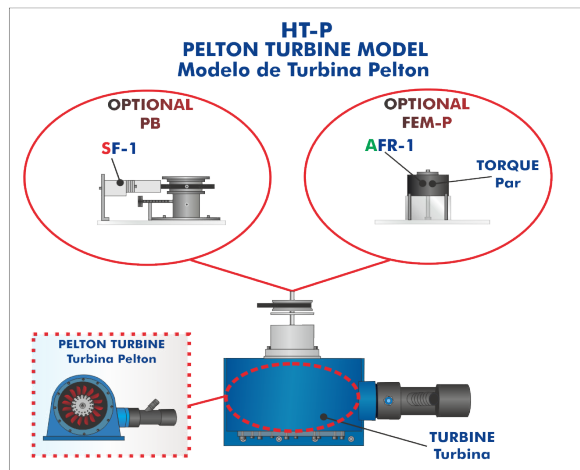 HT-P
PELTON TURBINE MODEL
Modelo de Turbina Pelton
OPTIONAL
PB
SF-1
OPTIONAL
FEM-P
AFR-1
TORQUE
Par
PELTON TURBINE
Turbina Pelton
TURBINE
Turbina